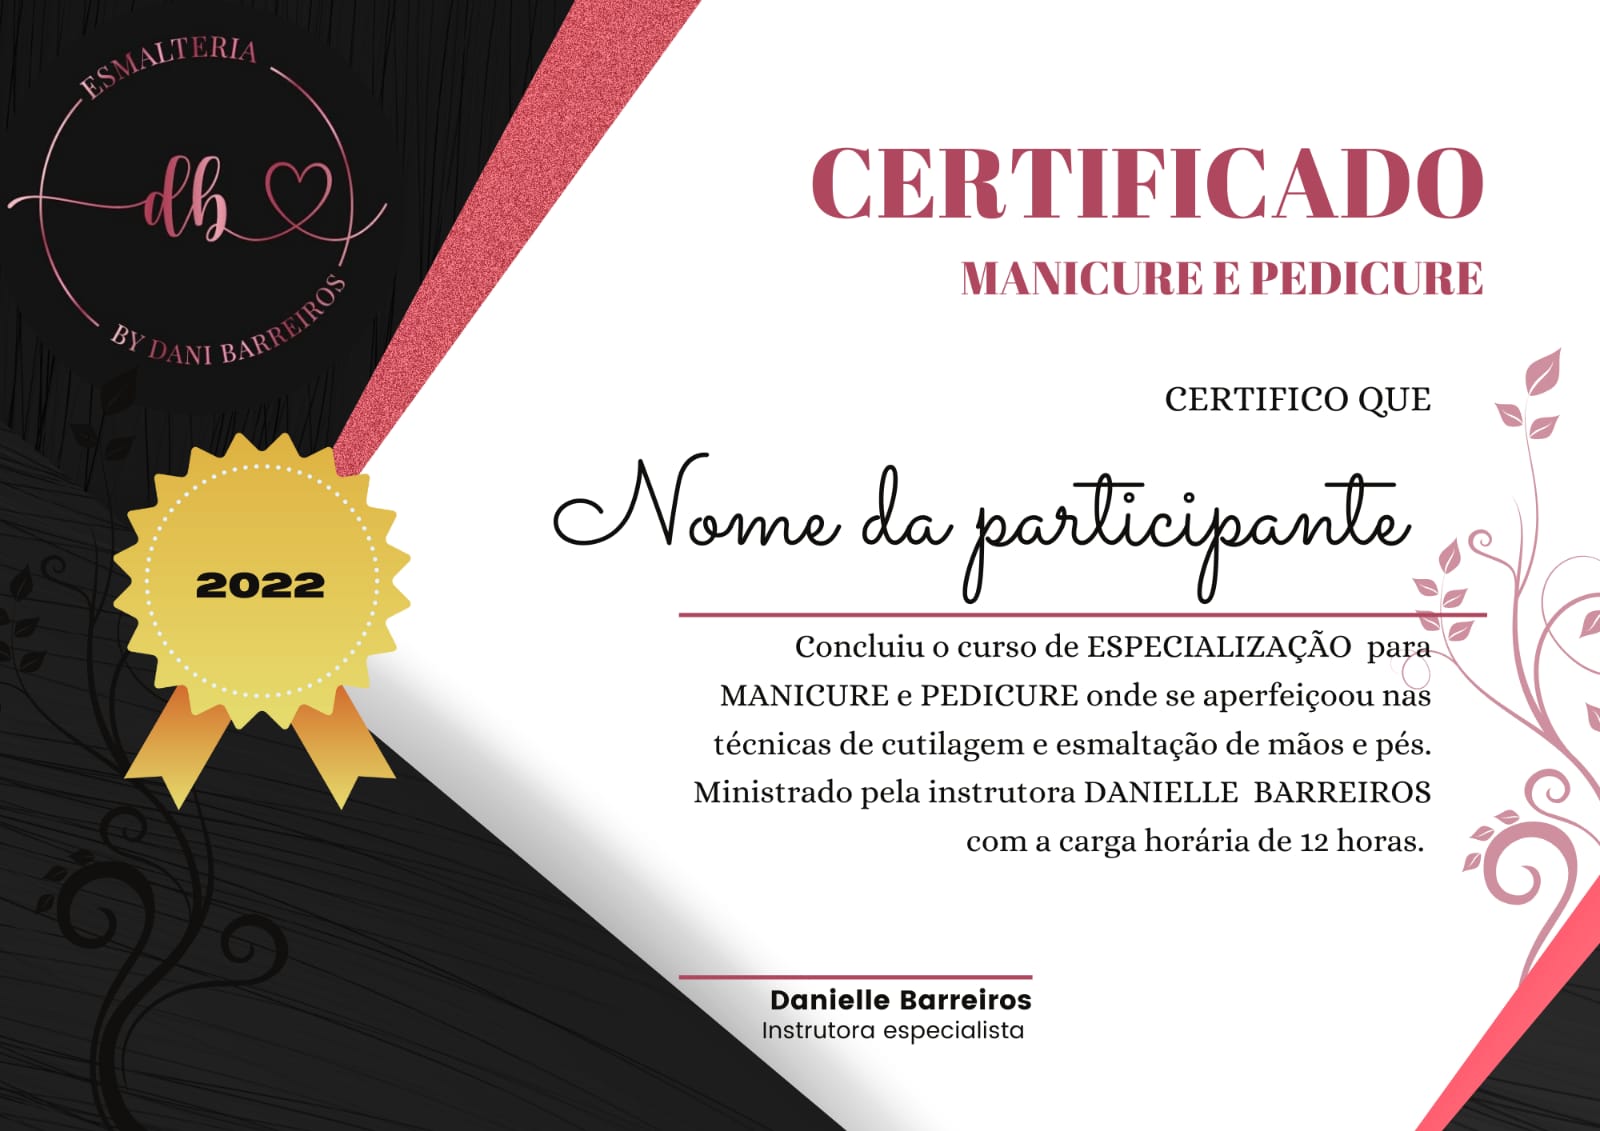 ESMALTERIA
db
BY DANI BARREIROS
2022
CERTIFICADO
MANICURE E PEDICURE
CERTIFICO QUE
Nome da participante
Concluiu o curso de ESPECIALIZAÇÃO para
MANICURE e PEDICURE onde se aperfeiçoou nas
técnicas de cutilagem e esmaltação de mãos e pés.
Ministrado pela instrutora DANIELLE BARREIROS
com a carga horária de 12 horas.
Danielle Barreiros
Instrutora especialista